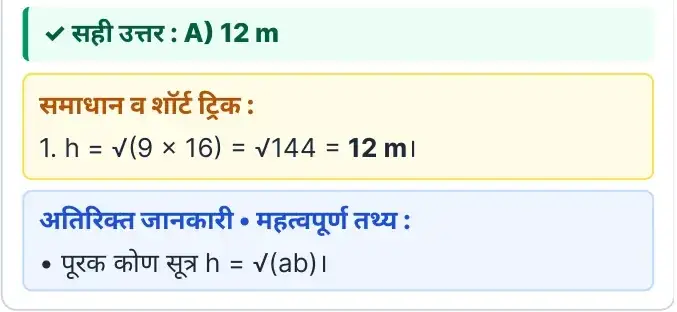 ✓ सही उत्तर : A) 12 m
समाधान व शॉर्ट ट्रिक :
1. h = √(9 × 16) = √144 = 12 m।
अतिरिक्त जानकारी • महत्वपूर्ण तथ्य :
• पूरक कोण सूत्र h = √(ab)।